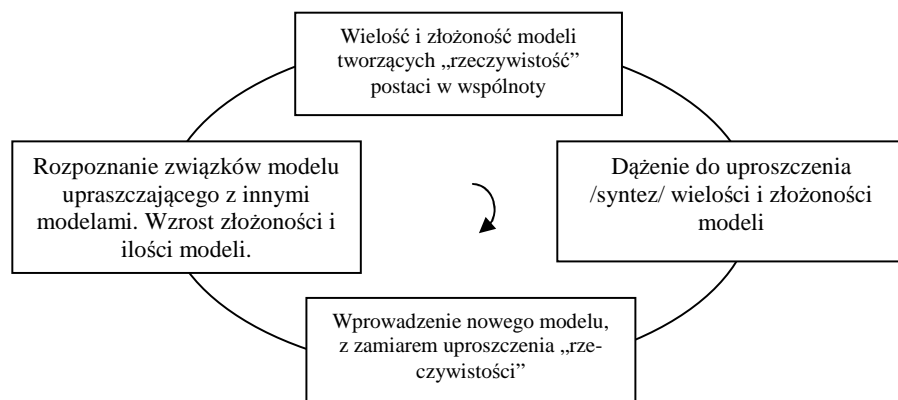 Wielość i złożoność modeli
tworzących „rzeczywistość”
postaci w wspólnoty
Dążenie do uproszczenia
/syntez/ wielości i złożoności
modeli
Wprowadzenie nowego modelu,
z zamiarem uproszczenia „rze-
czywistości”
Rozpoznanie związków modelu
upraszczającego z innymi
modelami. Wzrost złożoności i
ilości modeli.